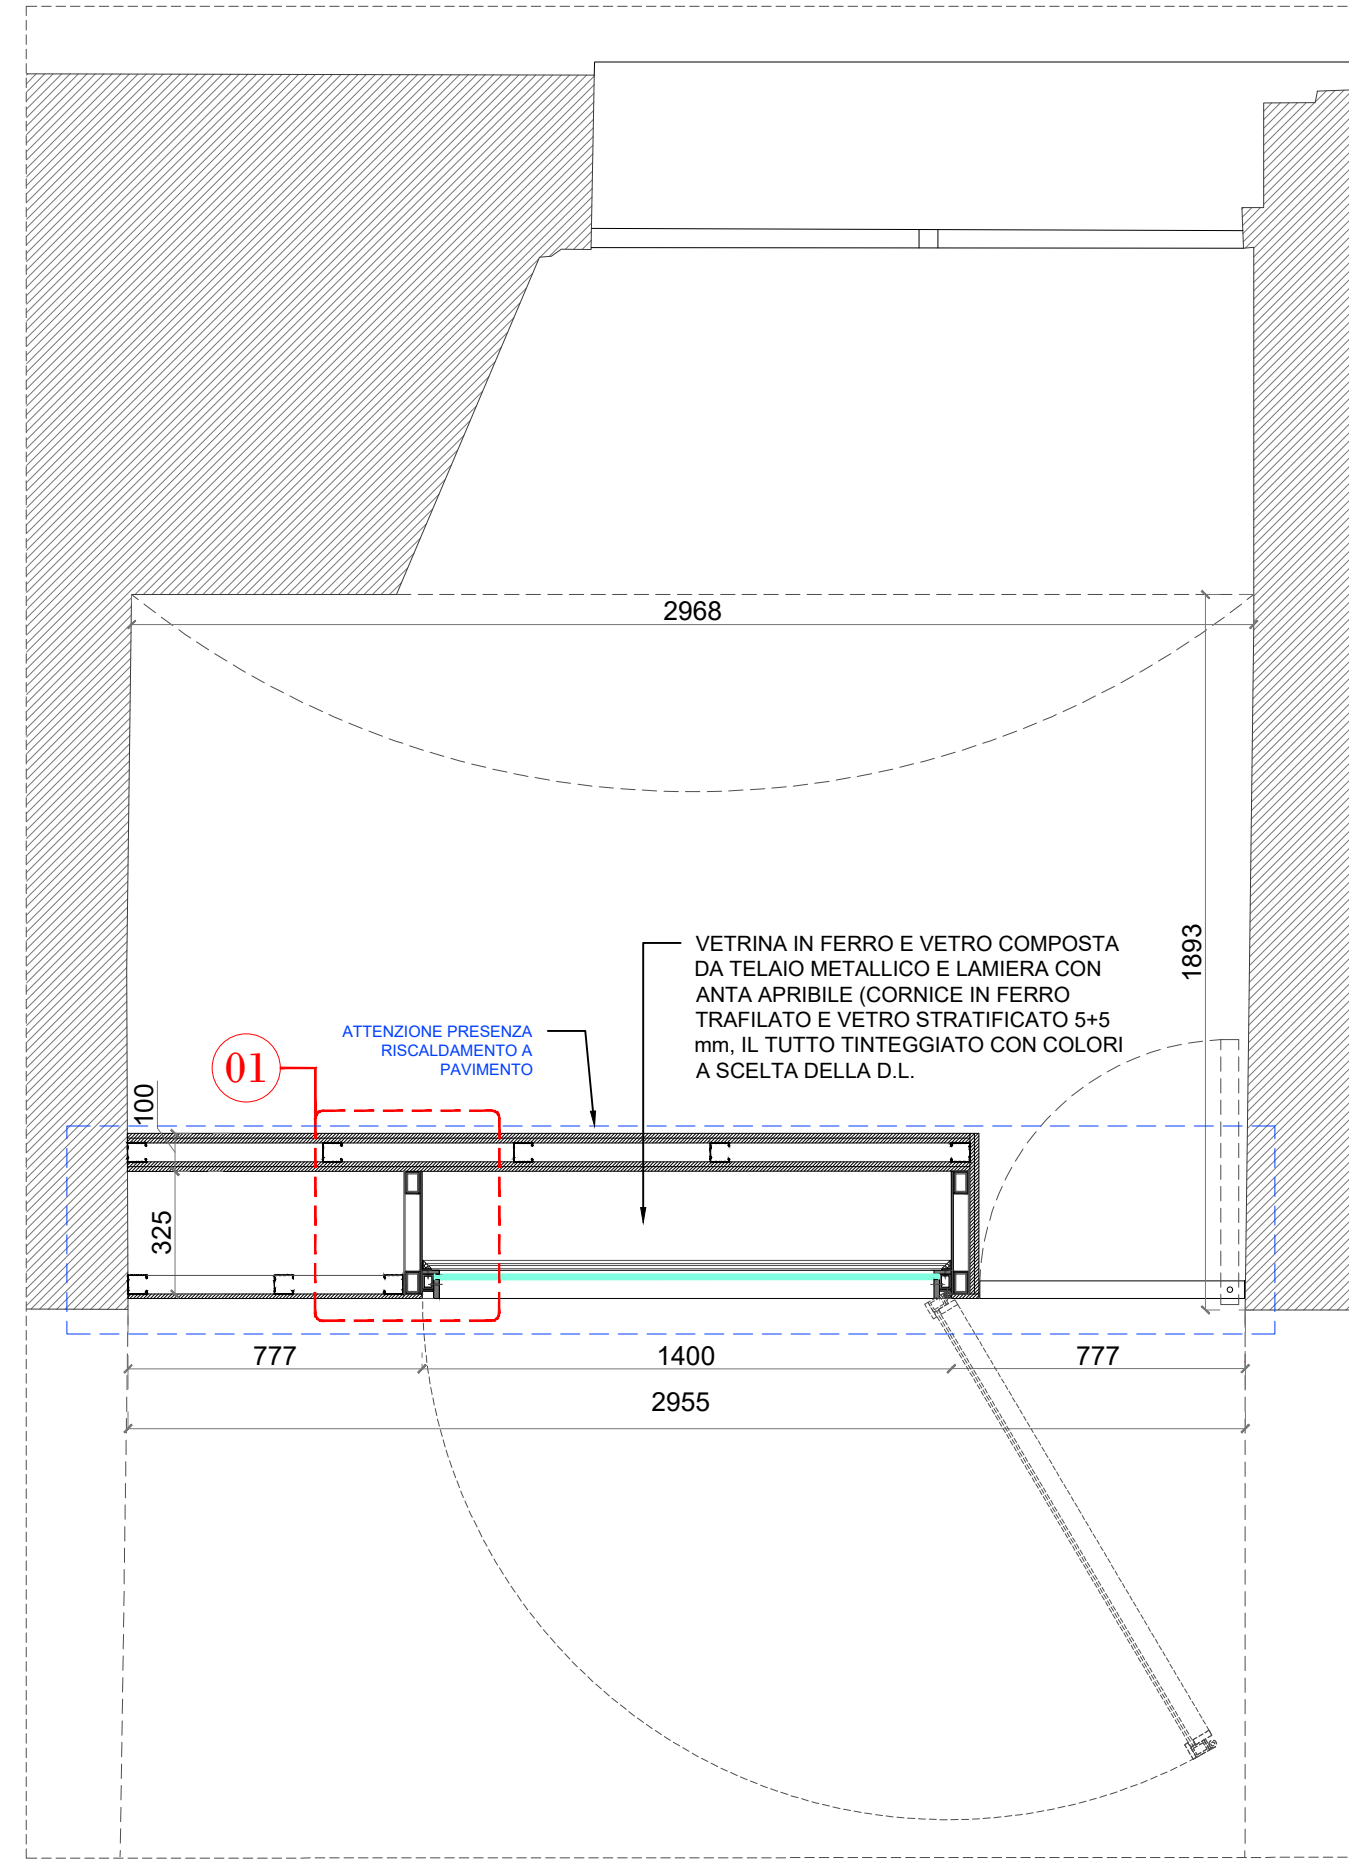 2968
1893
VETRINA IN FERRO E VETRO COMPOSTA
DA TELAIO METALLICO E LAMIERA CON
ANTA APRIBILE (CORNICE IN FERRO
TRAFILATO E VETRO STRATIFICATO 5+5
mm, IL TUTTO TINTEGGIATO CON COLORI
A SCELTA DELLA D.L.
ATTENZIONE PRESENZA
RISCALDAMENTO A
PAVIMENTO
01
100
325
777
1400
777
2955